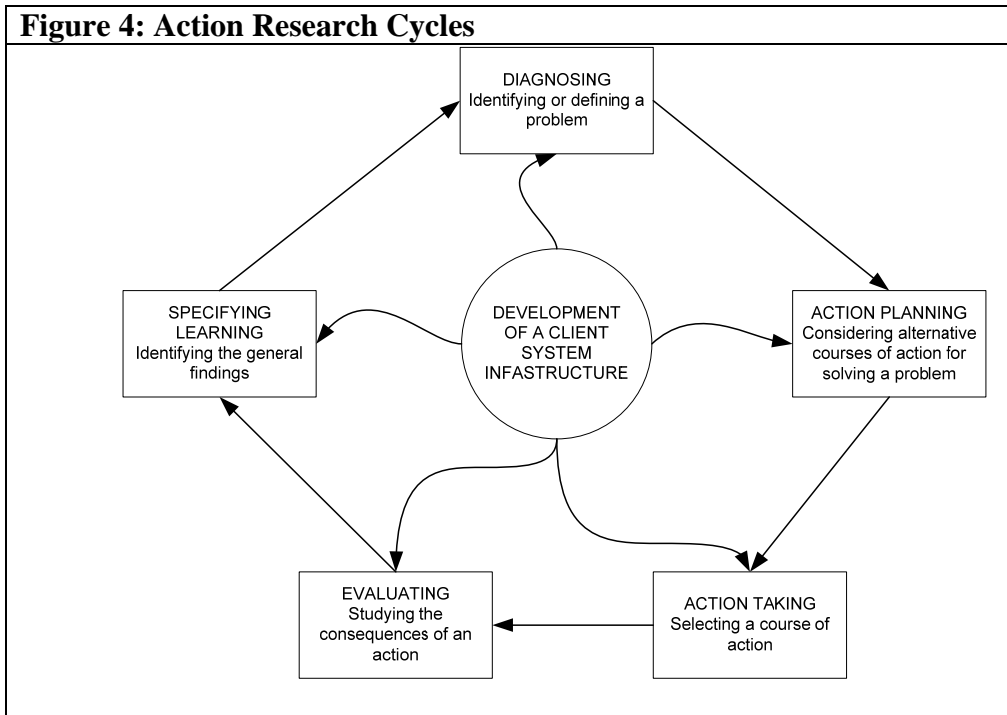 Figure 4: Action Research Cycles
DIAGNOSING
Identifying or defining a
problem
SPECIFYING
LEARNING
Identifying the general
findings
DEVELOPMENT
OF A CLIENT
SYSTEM
INFASTRUCTURE
ACTION PLANNING
Considering alternative
courses of action for
solving a problem
EVALUATING
Studying the
consequences of an
action
ACTION TAKING
Selecting a course of
action